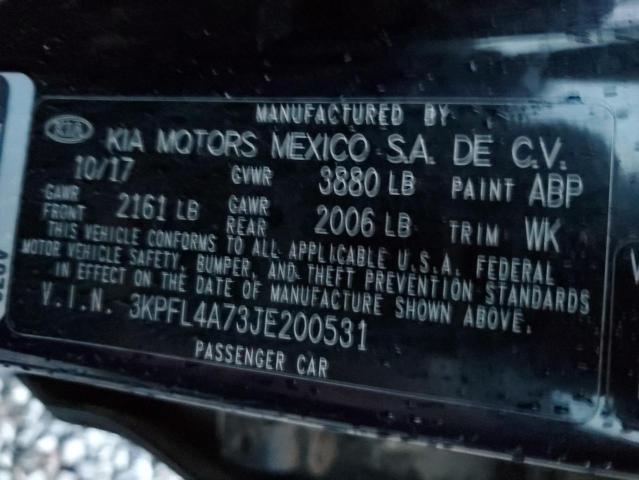 MANUFACTURED BY
KIA KIA MOTORS MEXICO S.A. DE C.V.
10/17 GVWR 3880 LB PAINT ABP
GAWR FRONT 2161 LB GAWR REAR 2006 LB TRIM WK
THIS VEHICLE CONFORMS TO ALL APPLICABLE U.S.A. FEDERAL
MOTOR VEHICLE SAFETY, BUMPER, AND THEFT PREVENTION STANDARDS
IN EFFECT ON THE DATE OF MANUFACTURE SHOWN ABOVE.
V.I.N. 3KPFL4A73JE200531
PASSENGER CAR